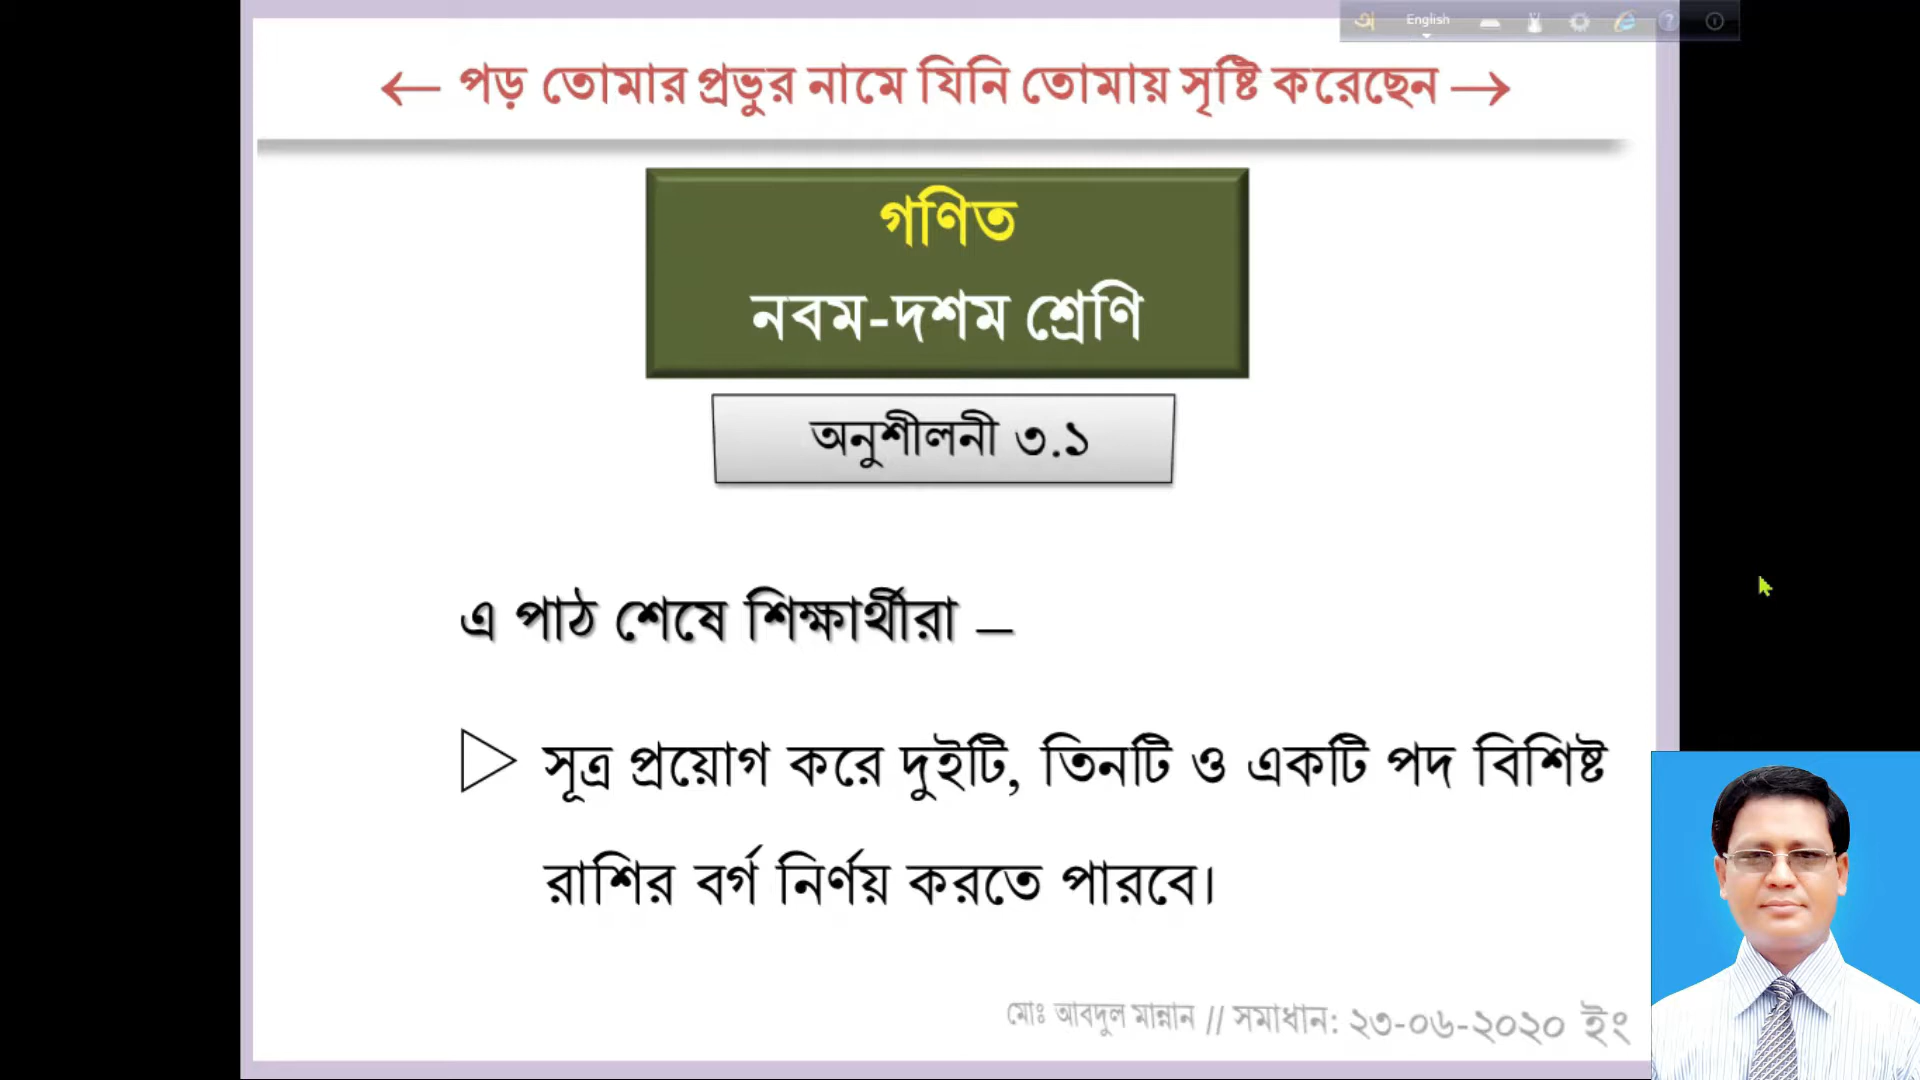 English
← পড় তোমার প্রভুর নামে যিনি তোমায় সৃষ্টি করেছেন →
গণিত
নবম-দশম শ্রেণি
অনুশীলনী ৩.১
এ পাঠ শেষে শিক্ষার্থীরা –
সূত্র প্রয়োগ করে দুইটি, তিনটি ও একটি পদ বিশিষ্ট
রাশির বর্গ নির্ণয় করতে পারবে।
মোঃ আবদুল মান্নান // সমাধান: ২৩-০৬-২০২০ ইং